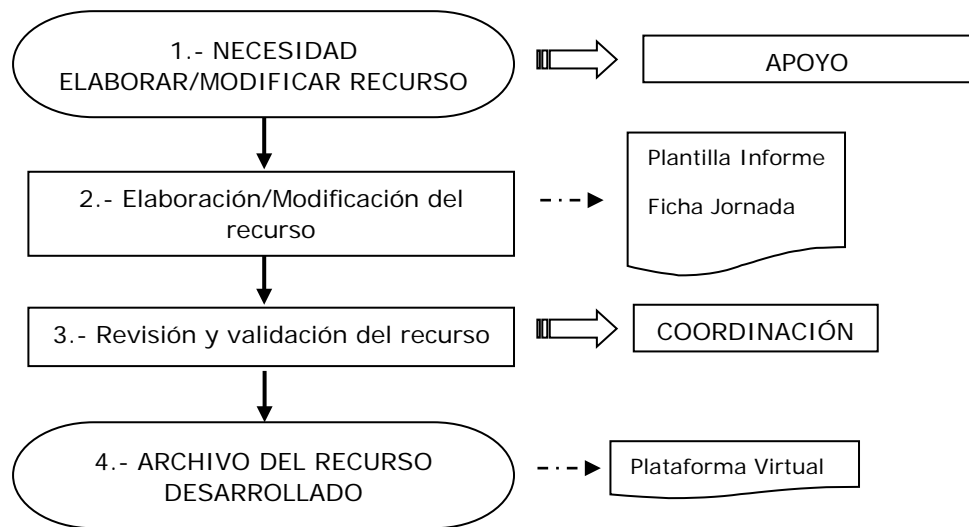 1.- NECESIDAD
ELABORAR/MODIFICAR RECURSO
APOYO
2.- Elaboración/Modificación del
recurso
Plantilla Informe
Ficha Jornada
3.- Revisión y validación del recurso
COORDINACIÓN
4.- ARCHIVO DEL RECURSO
DESARROLLADO
Plataforma Virtual